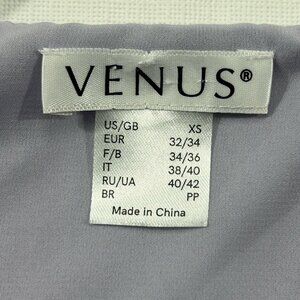 VENUS®
US/GB XS
EUR 32/34
F/B 34/36
IT 38/40
RU/UA 40/42
BR PP
Made in China